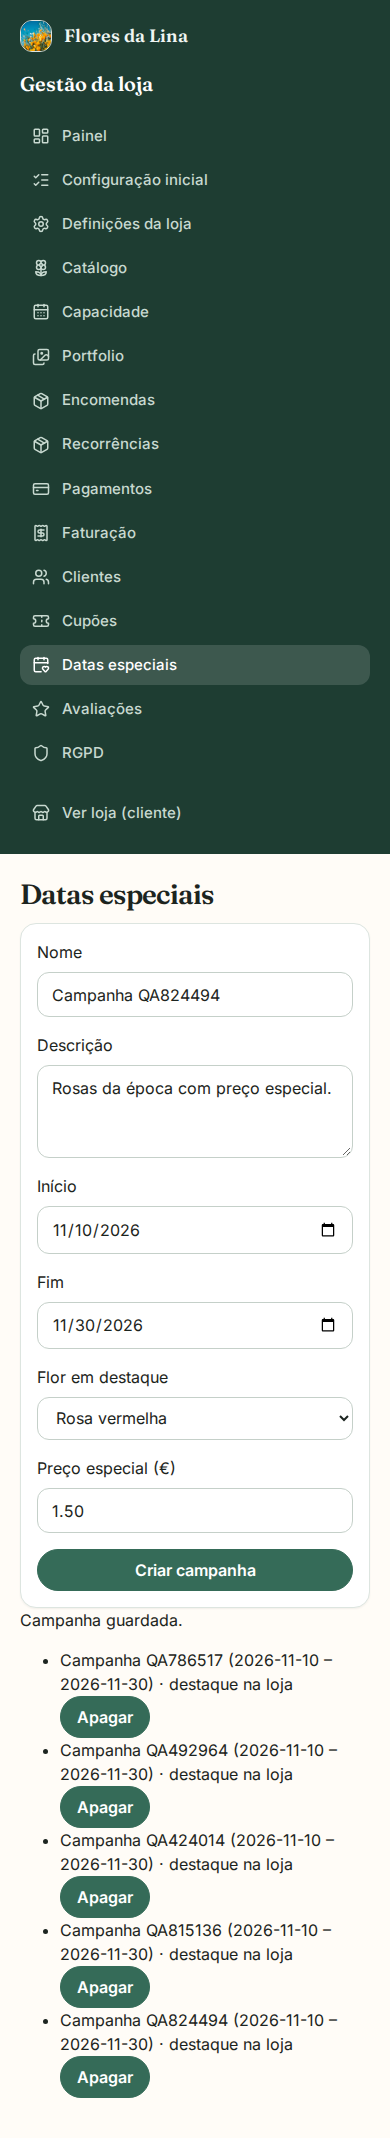 Flores da Lina
Gestão da loja
Painel
Configuração inicial
Definições da loja
Catálogo
Capacidade
Portfolio
Encomendas
Recorrências
Pagamentos
Faturação
Clientes
Cupões
Datas especiais
Avaliações
RGPD
Ver loja (cliente)
Datas especiais
Nome
Campanha QA824494
Descrição
Rosas da época com preço especial.
Início
11/10/2026
Fim
11/30/2026
Flor em destaque
Rosa vermelha
Preço especial (€)
1.50
Criar campanha
Campanha guardada.
Campanha QA786517 (2026-11-10 –
2026-11-30) · destaque na loja
Apagar
Campanha QA492964 (2026-11-10 –
2026-11-30) · destaque na loja
Apagar
Campanha QA424014 (2026-11-10 –
2026-11-30) · destaque na loja
Apagar
Campanha QA815136 (2026-11-10 –
2026-11-30) · destaque na loja
Apagar
Campanha QA824494 (2026-11-10 –
2026-11-30) · destaque na loja
Apagar